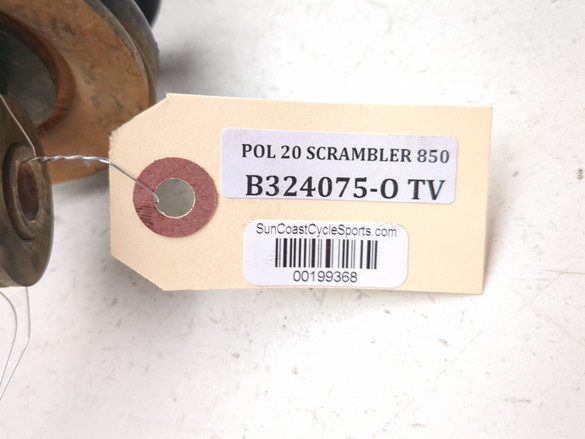 POL 20 SCRAMBLER 850
B324075-O TV
SunCoastCycleSports.com
00199368